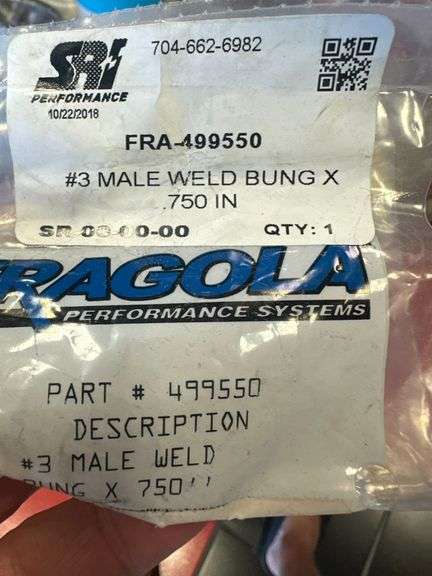 SRI
PERFORMANCE
10/22/2018
704-662-6982
FRA-499550
#3 MALE WELD BUNG X
.750 IN
QTY: 1
RAGOLA
PERFORMANCE SYSTEMS
PART # 499550
DESCRIPTION
#3 MALE WELD
BUNG X 750''